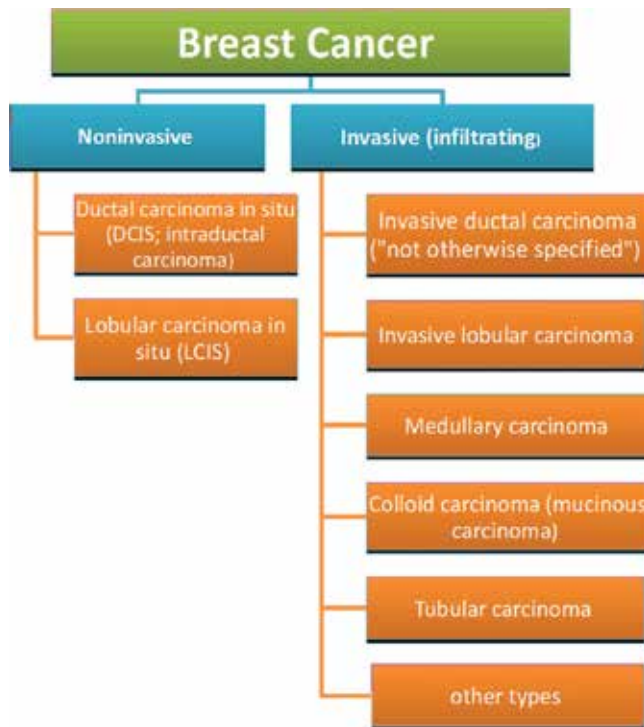 Breast Cancer
Noninvasive
Invasive (infiltrating)
Ductal carcinoma in situ
(DCIS; intraductal
carcinoma)
Lobular carcinoma in
situ (LCIS)
Invasive ductal carcinoma
("not otherwise specified")
Invasive lobular carcinoma
Medullary carcinoma
Colloid carcinoma (mucinous
carcinoma)
Tubular carcinoma
other types